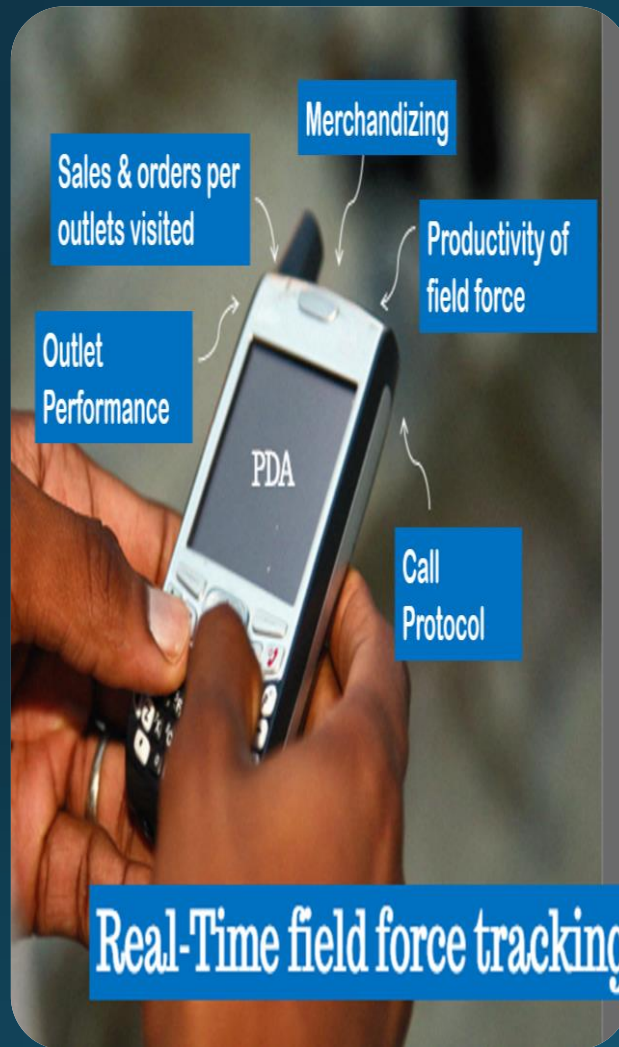 Merchandizing
Sales & orders per
outlets visited
Productivity of
field force
Outlet
Performance
PDA
Call
Protocol
Real-Time field force tracking